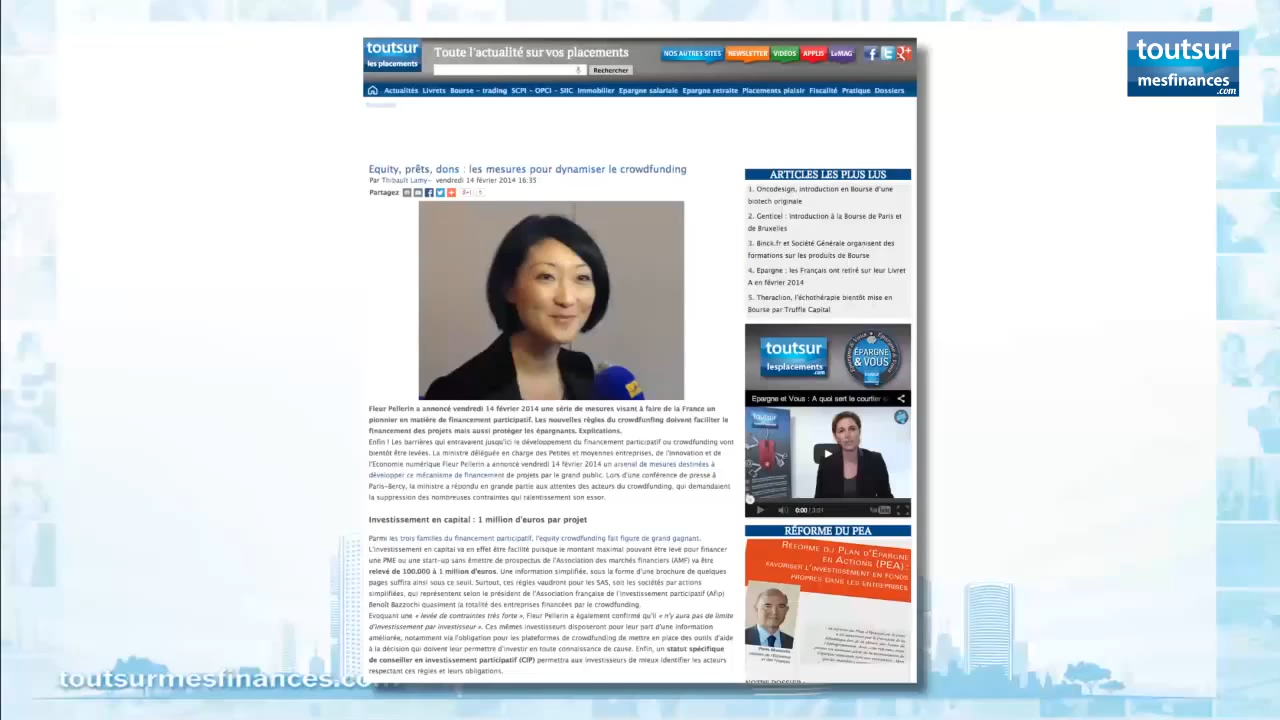 toutsur
les placements
Toute l'actualité sur vos placements
Rechercher
NOS AUTRES SITES NEWSLETTER VIDÉOS APPLIS LeMAG
Actualités Livrets Bourse - trading SCPI - OPCI - SIIC Immobilier Epargne salariale Epargne retraite Placements plaisir Fiscalité Pratique Dossiers
toutsur
mesfinances
.com
Equity, prêts, dons : les mesures pour dynamiser le crowdfunding
Par Thibault Lamy- vendredi 14 février 2014 16:35
Partagez
Fleur Pellerin a annoncé vendredi 14 février 2014 une série de mesures visant à faire de la France un
pionnier en matière de financement participatif. Les nouvelles règles du crowdfunfing doivent faciliter le
financement des projets mais aussi protéger les épargnants. Explications.
Enfin ! Les barrières qui entravaient jusqu'ici le développement du financement participatif ou crowdfunding vont
bientôt être levées. La ministre déléguée en charge des Petites et moyennes entreprises, de l'Innovation et de
l'Economie numérique Fleur Pellerin a annoncé vendredi 14 février 2014 un arsenal de mesures destinées à
développer ce mécanisme de financement de projets par le grand public. Lors d'une conférence de presse à
Paris-Bercy, la ministre a répondu en grande partie aux attentes des acteurs du crowdfunding, qui demandaient
la suppression des nombreuses contraintes qui ralentissement son essor.
Investissement en capital : 1 million d'euros par projet
Parmi les trois familles du financement participatif, l'equity crowdfunding fait figure de grand gagnant.
L'investissement en capital va en effet être facilité puisque le montant maximal pouvant être levé pour financer
une PME ou une start-up sans émettre de prospectus de l'Association des marchés financiers (AMF) va être
relevé de 100.000 à 1 million d'euros. Une information simplifiée, sous la forme d'une brochure de quelques
pages suffira ainsi sous ce seuil. Surtout, ces règles vaudront pour les SAS, soit les sociétés par actions
simplifiées, qui représentent selon le président de l'Association française de l'investissement participatif (Afip)
Benoît Bazzochi quasiment la totalité des entreprises financées par le crowdfunding.
Evoquant une « levée de contraintes très forte », Fleur Pellerin a également confirmé qu'il « n'y aura pas de limite
d'investissement par investisseur ». Ces mêmes investisseurs disposeront pour leur part d'une information
améliorée, notamment via l'obligation pour les plateformes de crowdfunding de mettre en place des outils d'aide
à la décision qui doivent leur permettre d'investir en toute connaissance de cause. Enfin, un statut spécifique
de conseiller en investissement participatif (CIP) permettra aux investisseurs de mieux identifier les acteurs
respectant ces règles et leurs obligations.
ARTICLES LES PLUS LUS
1. Oncodesign, introduction en Bourse d'une
biotech originale
2. Genticel : Introduction à la Bourse de Paris et
de Bruxelles
3. Binck.fr et Société Générale organisent des
formations sur les produits de Bourse
4. Epargne : les Français ont retiré sur leur Livret
A en février 2014
5. Theraclion, l'échothérapie bientôt mise en
Bourse par Truffle Capital
toutsur
lesplacements
.com
ÉPARGNE
& VOUS
Epargne et Vous : A quoi sert le courtier
toutsur
0:00 / 3:01
RÉFORME DU PEA
RÉFORME DU PLAN D'ÉPARGNE
EN ACTIONS (PEA) :
FAVORISER L'INVESTISSEMENT EN FONDS
PROPRES DANS LES ENTREPRISES
toutsurmesfinances.com